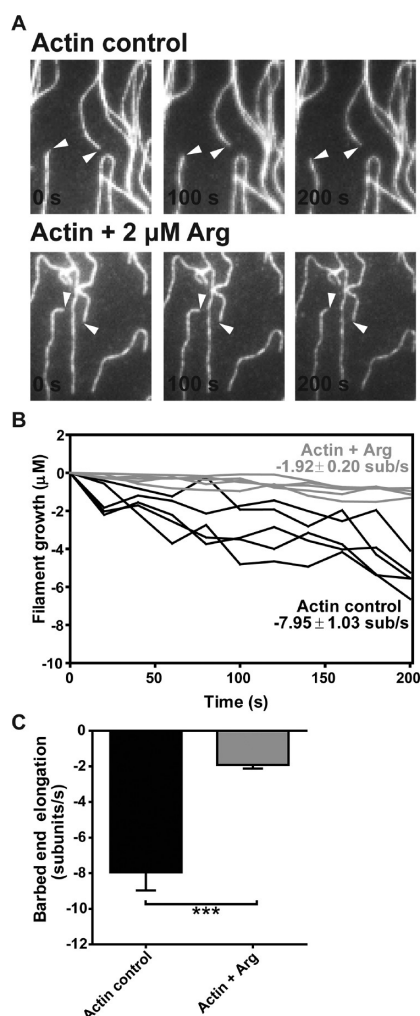 A
Actin control
0 s
100 s
200 s
Actin + 2 μM Arg
0 s
100 s
200 s
B
Filament growth (μM)
2
0
-2
-4
-6
-8
-10
Actin + Arg
-1.92± 0.20 sub/s
Actin control
-7.95±1.03 sub/s
0
50
100
150
200
Time (s)
C
Barbed end elongation
(subunits/s)
0
-2
-4
-6
-8
-10
-12
***
Actin control
Actin + Arg